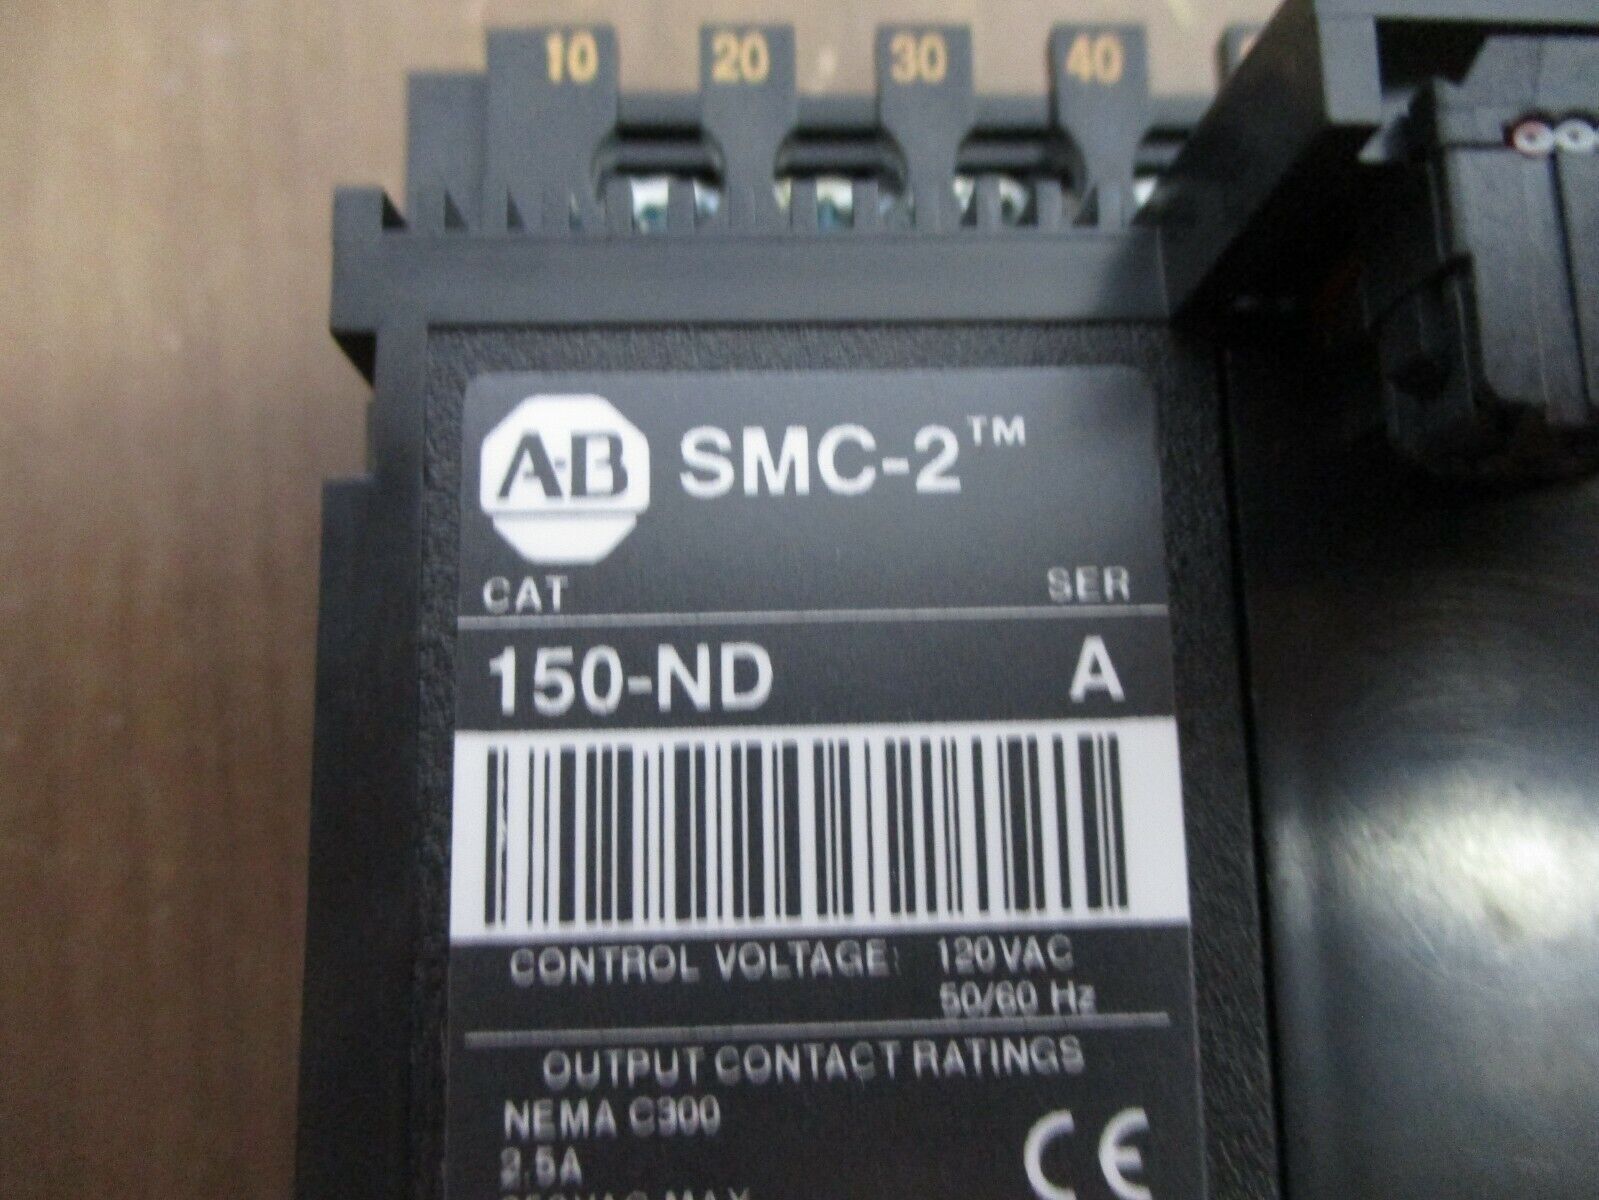 10 20 30 40
A-B SMC-2™
CAT SER
150-ND A
CONTROL VOLTAGE: 120VAC
50/60 Hz
OUTPUT CONTACT RATINGS
NEMA C300
2.5A
CE